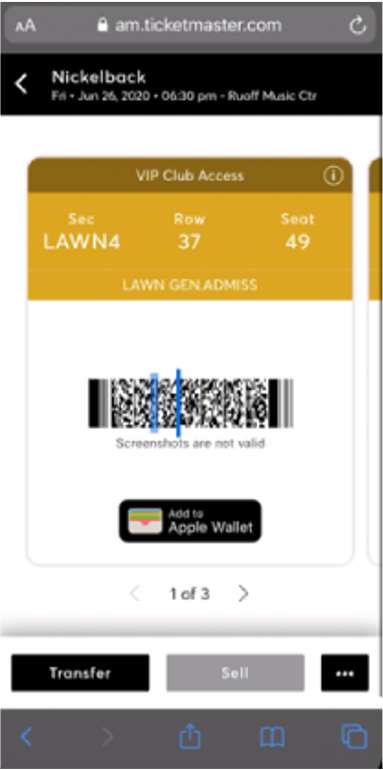 AA am.ticketmaster.com
Nickelback
Fri • Jun 26, 2020 • 06:30 pm - Ruoff Music Ctr
VIP Club Access
Sec Row Seat
LAWN4 37 49
LAWN GEN.ADMISS
Screenshots are not valid
Add to
Apple Wallet
1 of 3
Transfer Sell